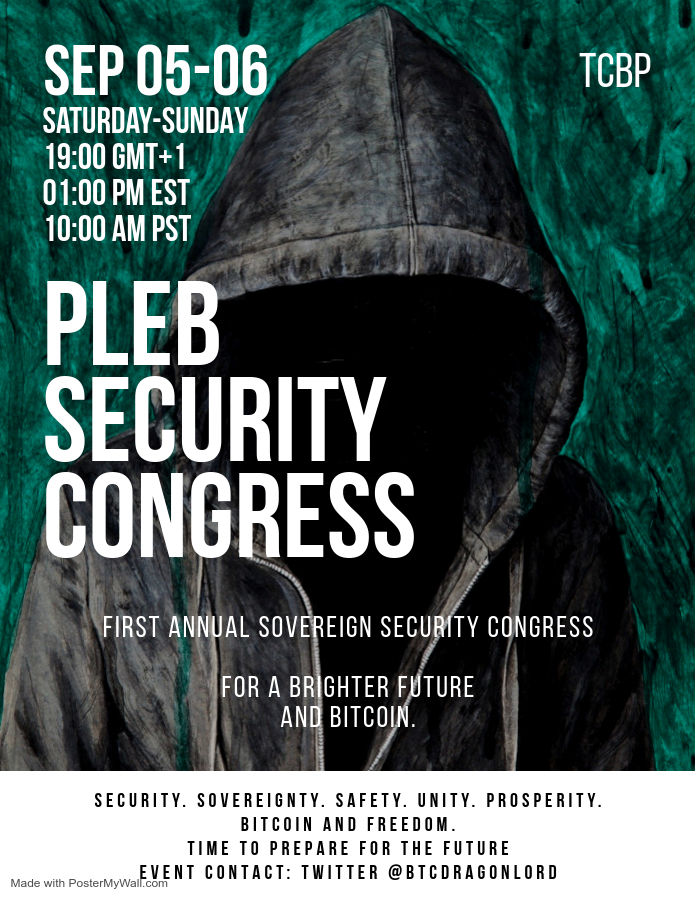 SEP 05-06
TCBP
SATURDAY-SUNDAY
19:00 GMT+1
01:00 PM EST
10:00 AM PST
PLEB
SECURITY
CONGRESS
FIRST ANNUAL SOVEREIGN SECURITY CONGRESS
FOR A BRIGHTER FUTURE
AND BITCOIN.
SECURITY. SOVEREIGNTY. SAFETY. UNITY. PROSPERITY.
BITCOIN AND FREEDOM.
TIME TO PREPARE FOR THE FUTURE
EVENT CONTACT: TWITTER @BTCDRAGONLORD
Made with PosterMyWall.com